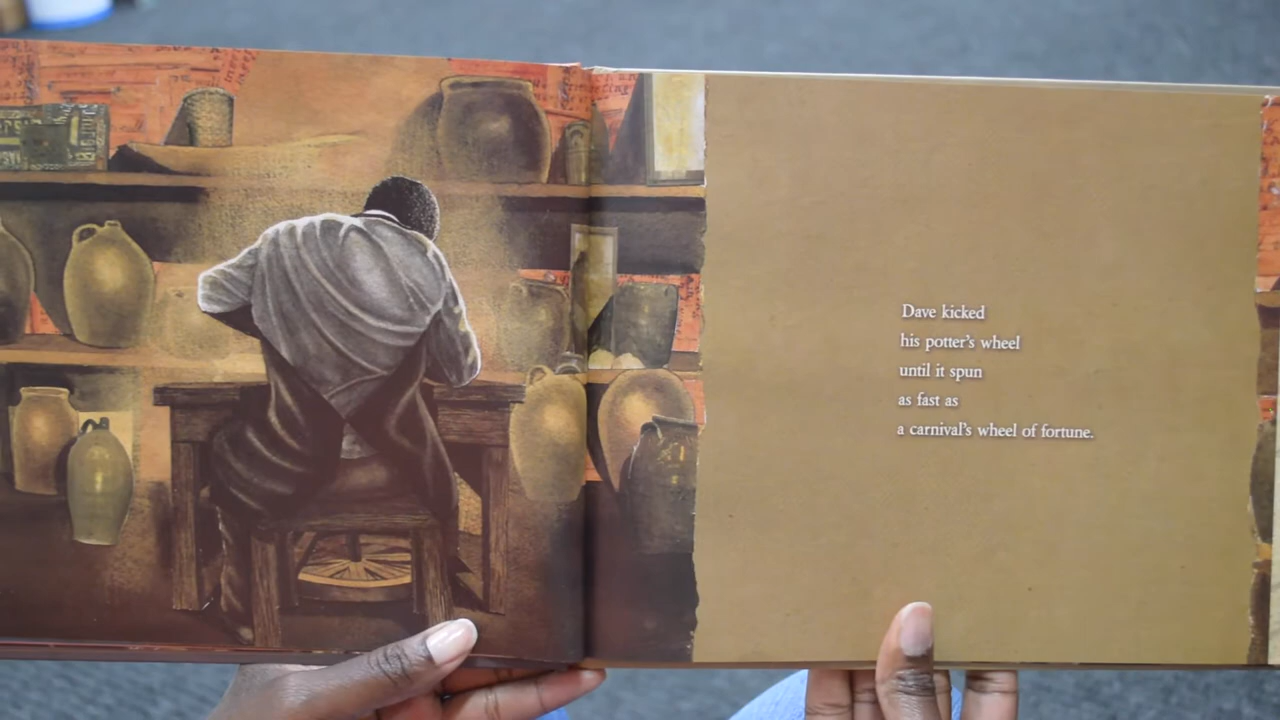 Dave kicked
his potter's wheel
until it spun
as fast as
a carnival's wheel of fortune.